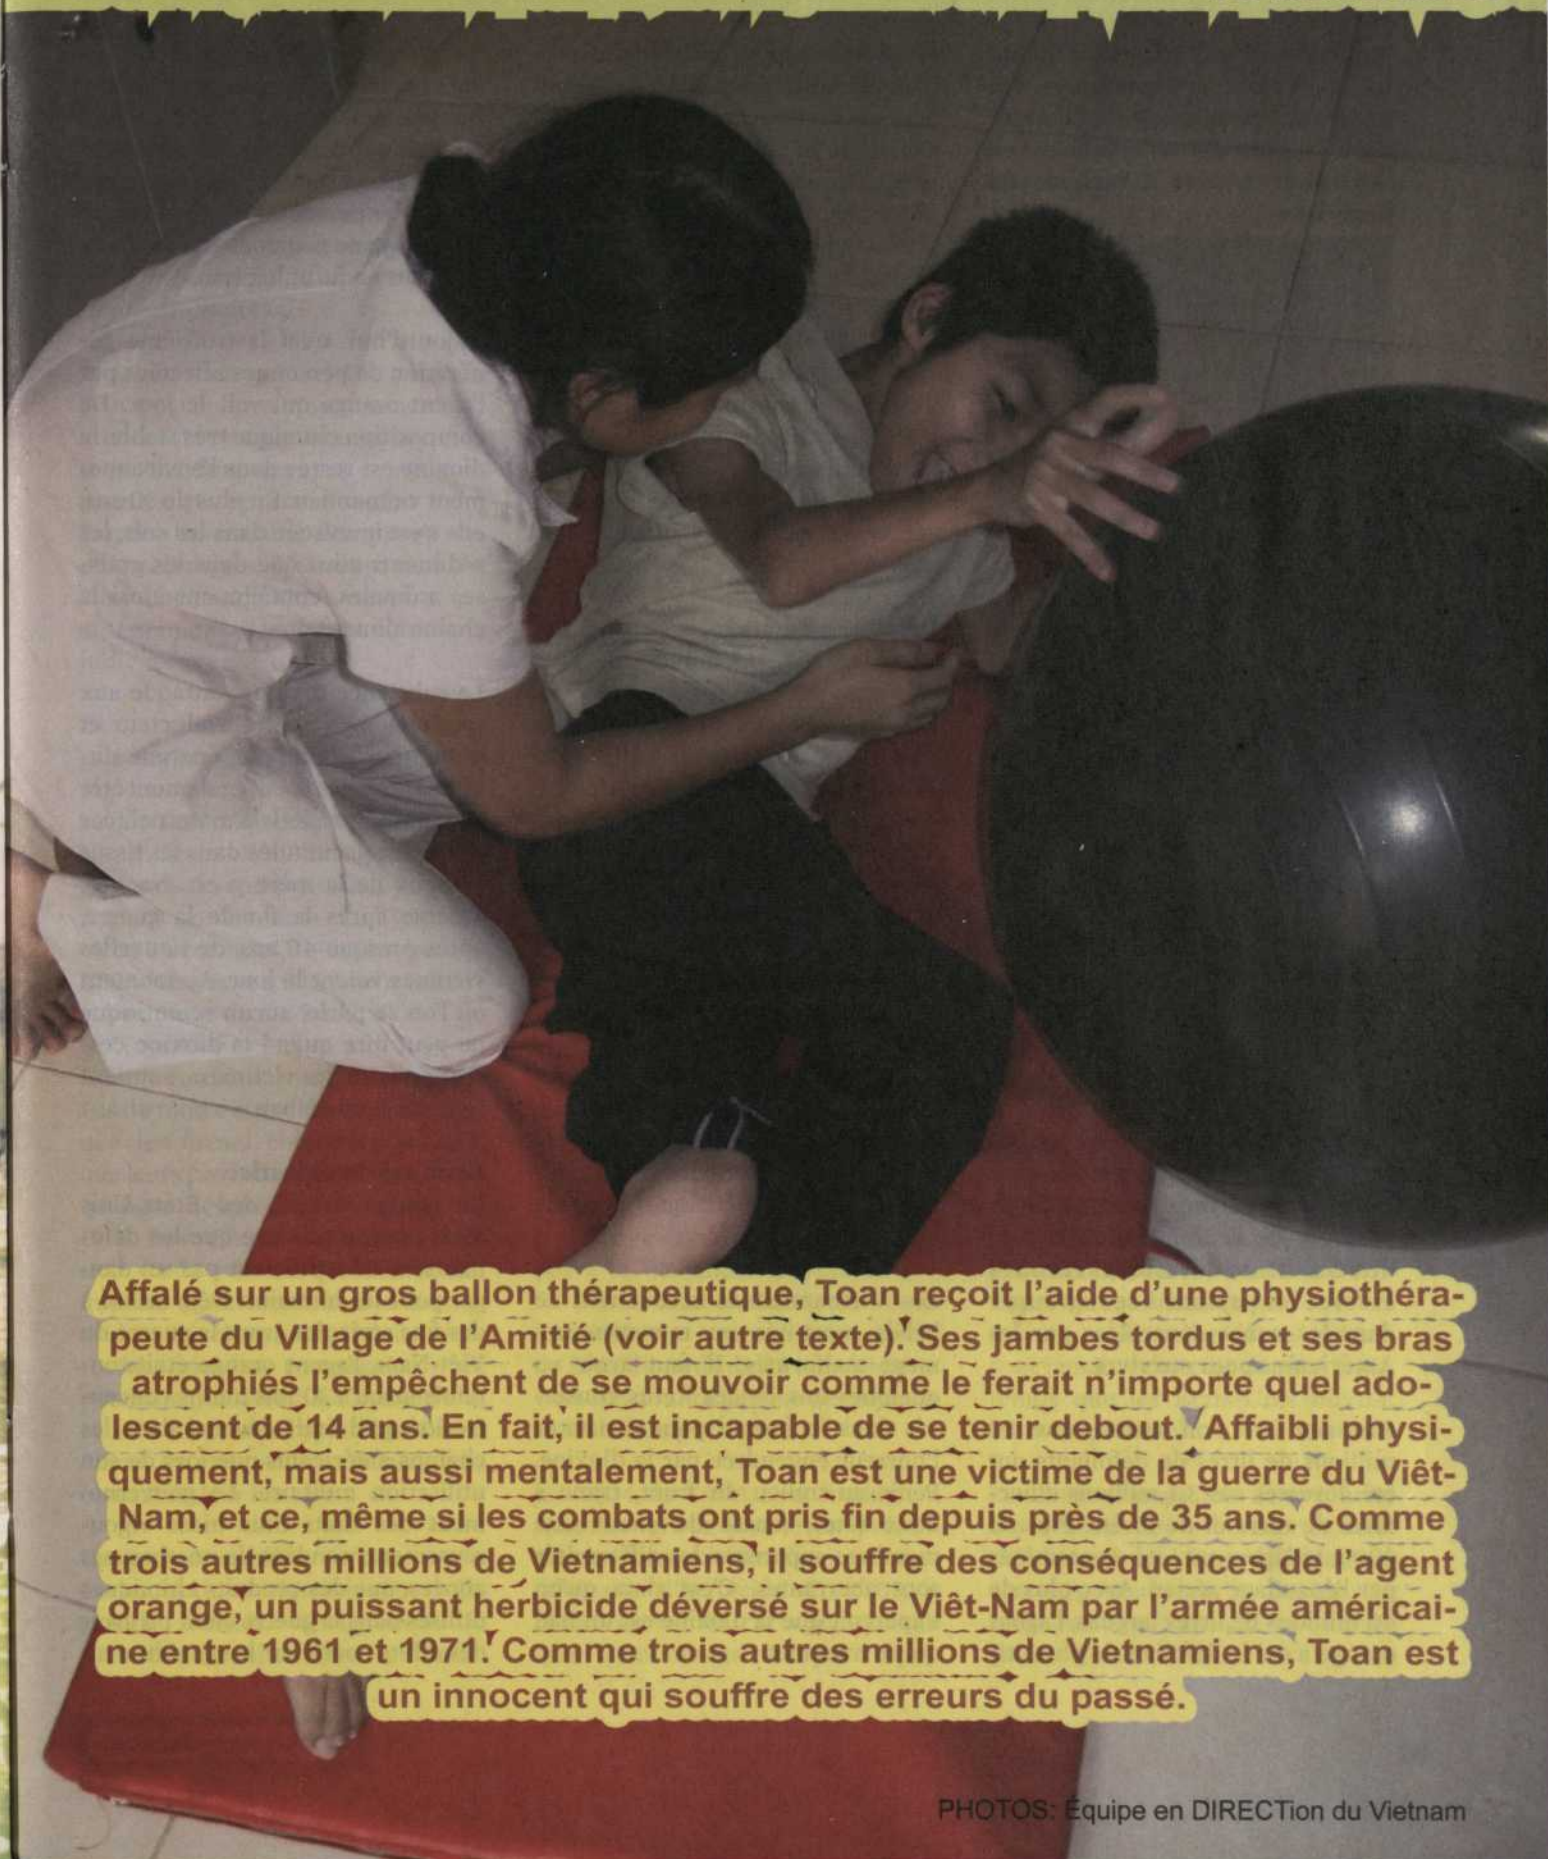 Affalé sur un gros ballon thérapeutique, Toan reçoit l'aide d'une physiothéra-
peute du Village de l'Amitié (voir autre texte). Ses jambes tordus et ses bras
atrophiés l'empêchent de se mouvoir comme le ferait n'importe quel ado-
lescent de 14 ans. En fait, il est incapable de se tenir debout. Affaibli physi-
quement, mais aussi mentalement, Toan est une victime de la guerre du Viêt-
Nam, et ce, même si les combats ont pris fin depuis près de 35 ans. Comme
trois autres millions de Vietnamiens, il souffre des conséquences de l'agent
orange, un puissant herbicide déversé sur le Viêt-Nam par l'armée américai-
ne entre 1961 et 1971. Comme trois autres millions de Vietnamiens, Toan est
un innocent qui souffre des erreurs du passé.
PHOTOS: Équipe en DIRECTion du Vietnam